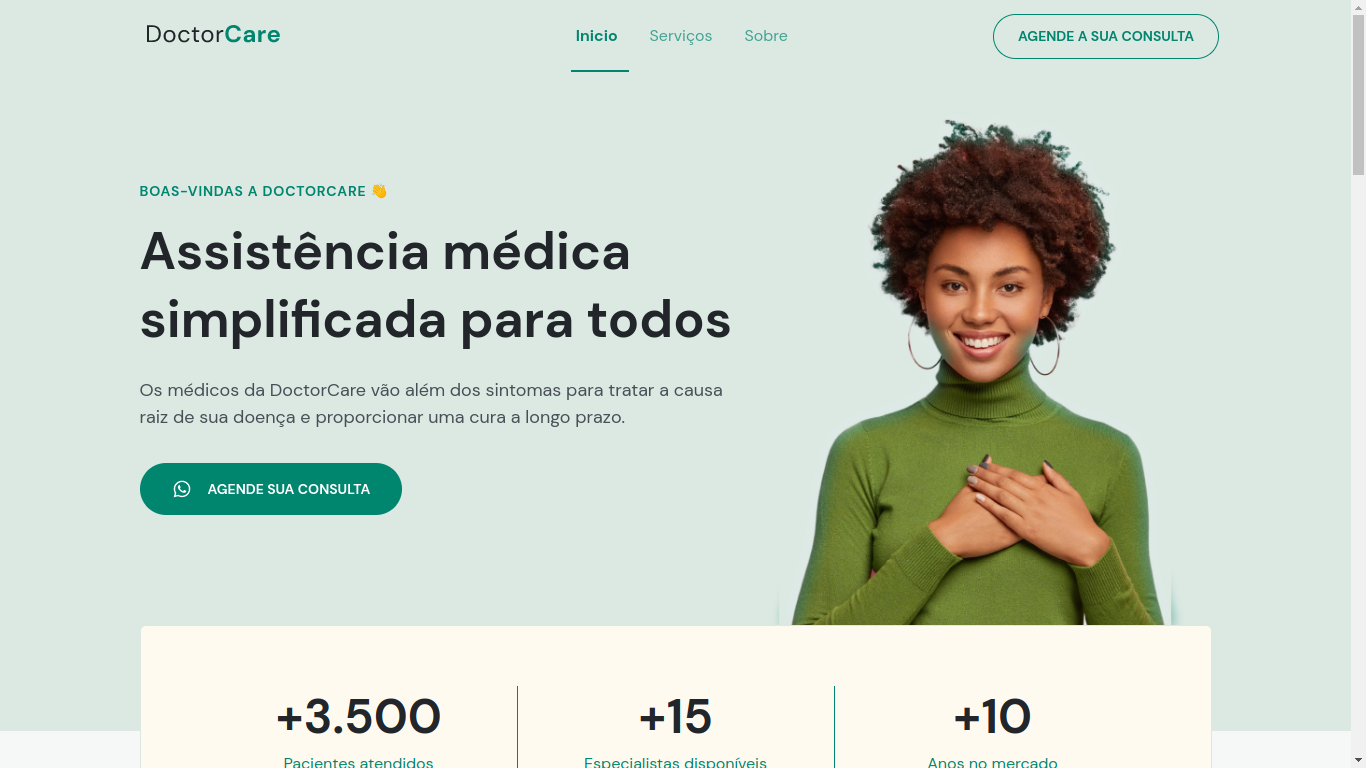 DoctorCare
Inicio
Serviços
Sobre
AGENDE A SUA CONSULTA
BOAS-VINDAS A DOCTORCARE 👋
Assistência médica
simplificada para todos
Os médicos da DoctorCare vão além dos sintomas para tratar a causa
raiz de sua doença e proporcionar uma cura a longo prazo.
AGENDE SUA CONSULTA
+3.500
Pacientes atendidos
+15
Especialistas disponíveis
+10
Anos no mercado